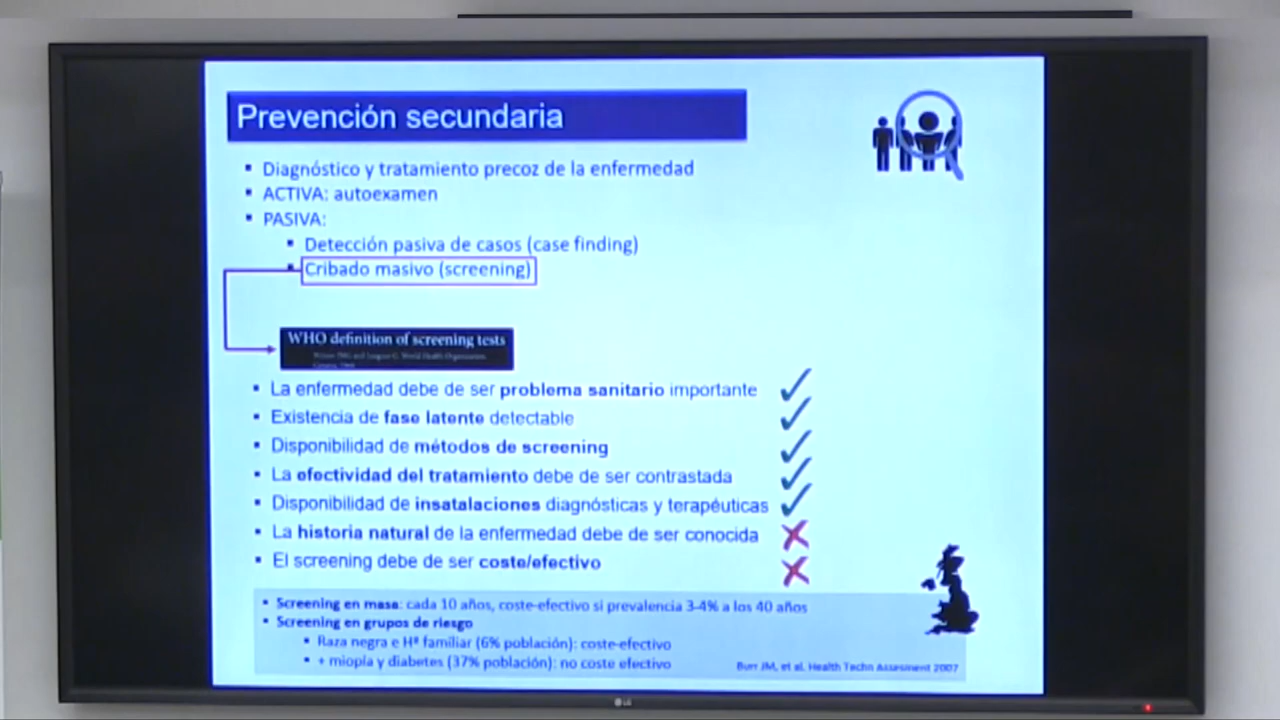 Prevención secundaria
▪ Diagnóstico y tratamiento precoz de la enfermedad
▪ ACTIVA: autoexamen
▪ PASIVA:
▪ Detección pasiva de casos (case finding)
▪ Cribado masivo (screening)
WHO definition of screening tests
▪ La enfermedad debe de ser problema sanitario importante
▪ Existencia de fase latente detectable
▪ Disponibilidad de métodos de screening
▪ La efectividad del tratamiento debe de ser contrastada
▪ Disponibilidad de insatalaciones diagnósticas y terapéuticas
▪ La historia natural de la enfermedad debe de ser conocida
▪ El screening debe de ser coste/efectivo
▪ Screening en masa: cada 10 años, coste-efectivo si prevalencia 3-4% a los 40 años
▪ Screening en grupos de riesgo
▪ Raza negra e Hª familiar (6% población): coste-efectivo
▪ + miopía y diabetes (37% población): no coste efectivo
Burr JM, et al. Health Techn Assesment 2007
LG